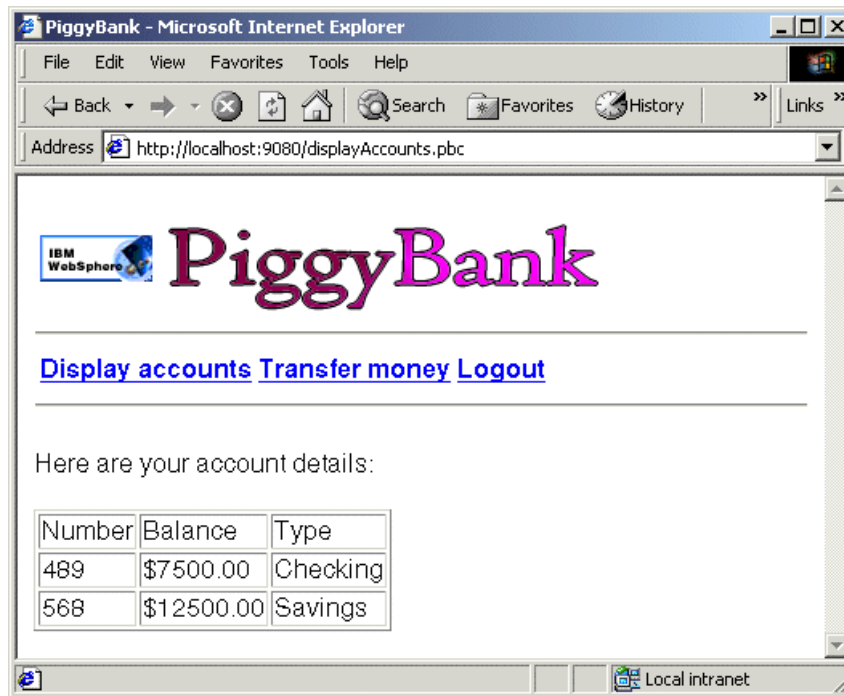 PiggyBank - Microsoft Internet Explorer
File Edit View Favorites Tools Help
Back Search Favorites History » Links »
Address http://localhost:9080/displayAccounts.pbc
IBM
WebSphere
PiggyBank
Display accounts Transfer money Logout
Here are your account details:
Number Balance Type
489 $7500.00 Checking
568 $12500.00 Savings
Local intranet